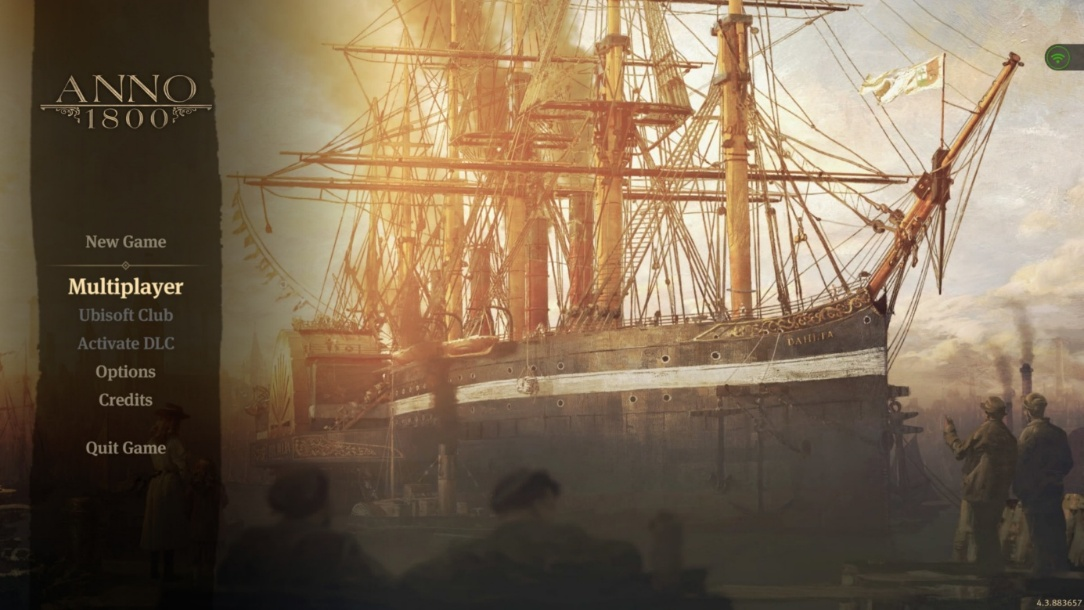 ANNO
1800
New Game
Multiplayer
Ubisoft Club
Activate DLC
Options
Credits
Quit Game
4.3.883657